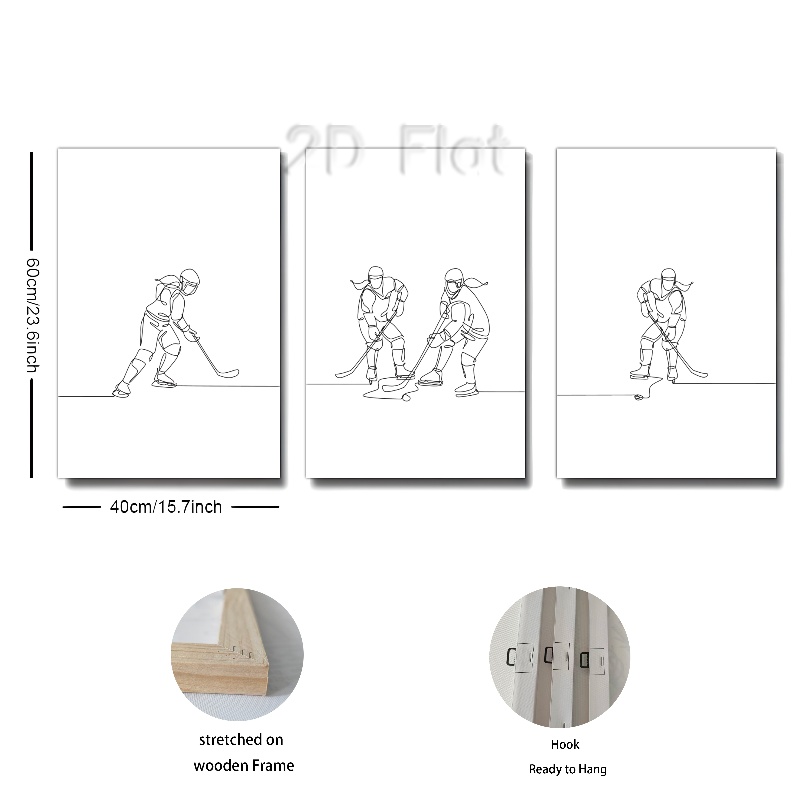 2D Flat
60cm/23.6inch
40cm/15.7inch
stretched on
wooden Frame
Hook
Ready to Hang